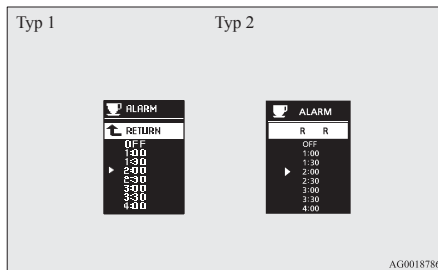 Typ 1
Typ 2
ALARM
RETURN
OFF
1:00
1:30
2:00
2:30
3:00
3:30
4:00
ALARM
R R
OFF
1:00
1:30
2:00
2:30
3:00
3:30
4:00
AG0018786